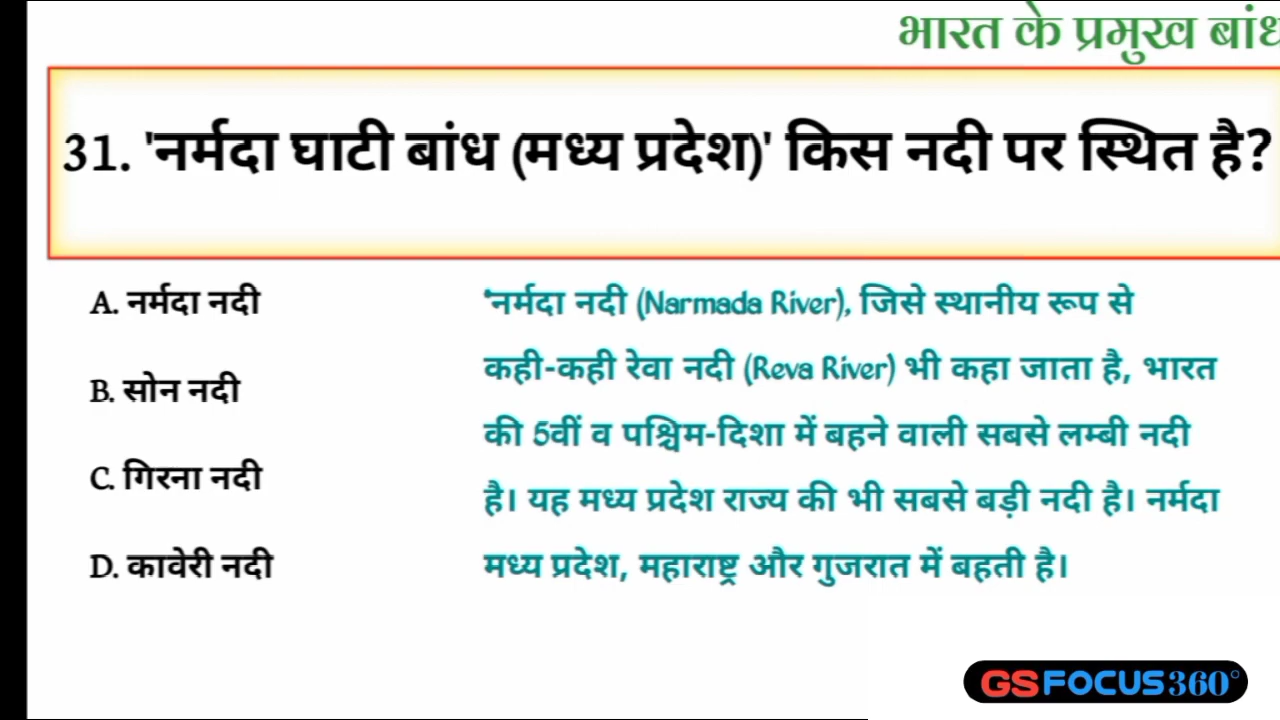 भारत के प्रमुख बांध
31. 'नर्मदा घाटी बांध (मध्य प्रदेश)' किस नदी पर स्थित है?
A. नर्मदा नदी
B. सोन नदी
C. गिरना नदी
D. कावेरी नदी
'नर्मदा नदी (Narmada River), जिसे स्थानीय रूप से
कही-कही रेवा नदी (Reva River) भी कहा जाता है, भारत
की 5वीं व पश्चिम-दिशा में बहने वाली सबसे लम्बी नदी
है। यह मध्य प्रदेश राज्य की भी सबसे बड़ी नदी है। नर्मदा
मध्य प्रदेश, महाराष्ट्र और गुजरात में बहती है।
GSFOCUS360°